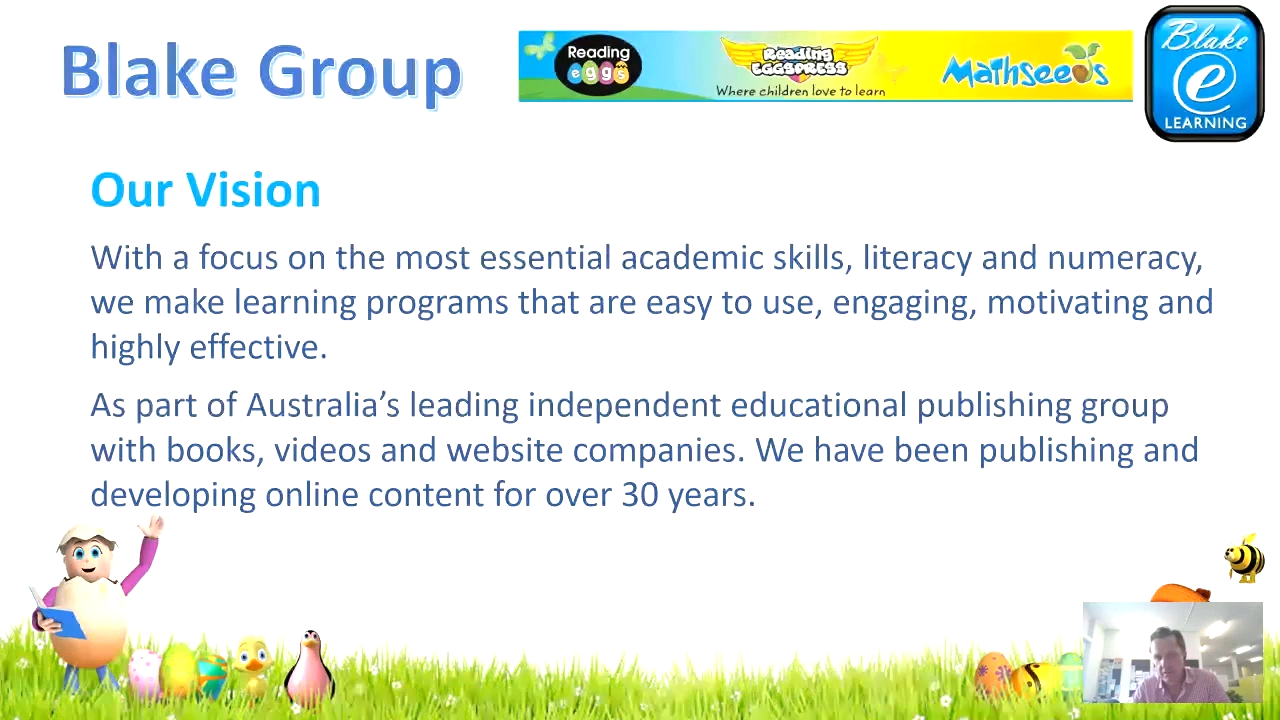 Blake Group
Reading
eggs
Reading
EGGSPRESS
Where children love to learn
Mathseeds
Blake
e
LEARNING
Our Vision
With a focus on the most essential academic skills, literacy and numeracy,
we make learning programs that are easy to use, engaging, motivating and
highly effective.
As part of Australia’s leading independent educational publishing group
with books, videos and website companies. We have been publishing and
developing online content for over 30 years.